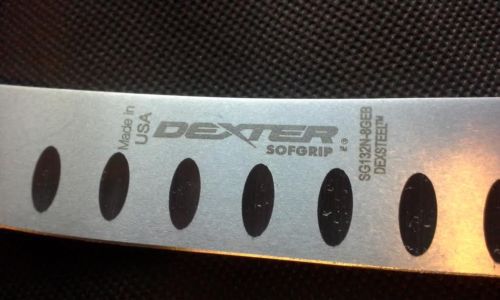 Made in
USA
DEXTER
SOFGRIP
SG132N-8GEB
DEXSTEEL™